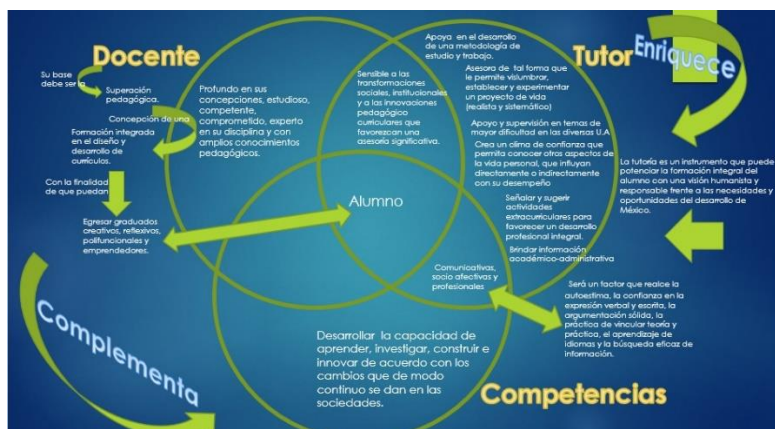 Docente
Su base
debe ser la
Superación
pedagógica.
Concepción de una
Formación integrada
en el diseño y
desarrollo de
currículos.
Con la finalidad
de que puedan
Egresar graduados
creativos, reflexivos,
polifuncionales y
emprendedores.
Profundo en sus
concepciones, estudioso,
competente,
comprometido, experto
en su disciplina y con
amplios conocimientos
pedagógicos.
Sensible a las
transformaciones
sociales, institucionales
y a las innovaciones
pedagógico
curriculares que
favorezcan una
asesoría significativa.
Alumno
Tutor
Apoya en el desarrollo
de una metodología de
estudio y trabajo.
Asesora de tal forma que
le permite vislumbrar,
establecer y experimentar
un proyecto de vida
(realista y sistemático)
Apoyo y supervisión en temas de
mayor dificultad en las diversas U.A
Crea un clima de confianza que
permita conocer otros aspectos de
la vida personal, que influyan
directamente o indirectamente
con su desempeño
Señalar y sugerir
actividades
extracurriculares para
favorecer un desarrollo
profesional integral.
Brindar información
académico-administrativa
Enriquece
La tutoría es un instrumento que puede
potenciar la formación integral del
alumno con una visión humanista y
responsable frente a las necesidades y
oportunidades del desarrollo de
México.
Comunicativas,
socio afectivas y
profesionales
Será un factor que realce la
autoestima, la confianza en la
expresión verbal y escrita, la
argumentación sólida, la
práctica de vincular teoría y
práctica, el aprendizaje de
idiomas y la búsqueda eficaz de
información.
Complementa
Desarrollar la capacidad de
aprender, investigar, construir e
innovar de acuerdo con los
cambios que de modo
continuo se dan en las
sociedades.
Competencias